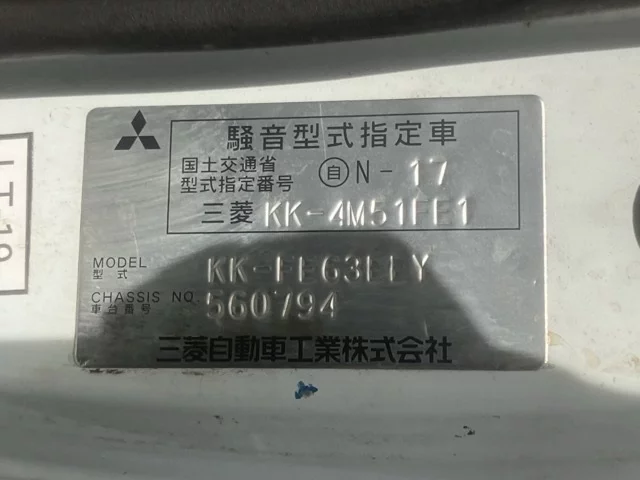 騒音型式指定車
国土交通省
型式指定番号 自 N-17
三菱 KK-4M51FE1
MODEL
型式 KK-FE63EEY
CHASSIS NO.
車台番号 560794
三菱自動車工業株式会社